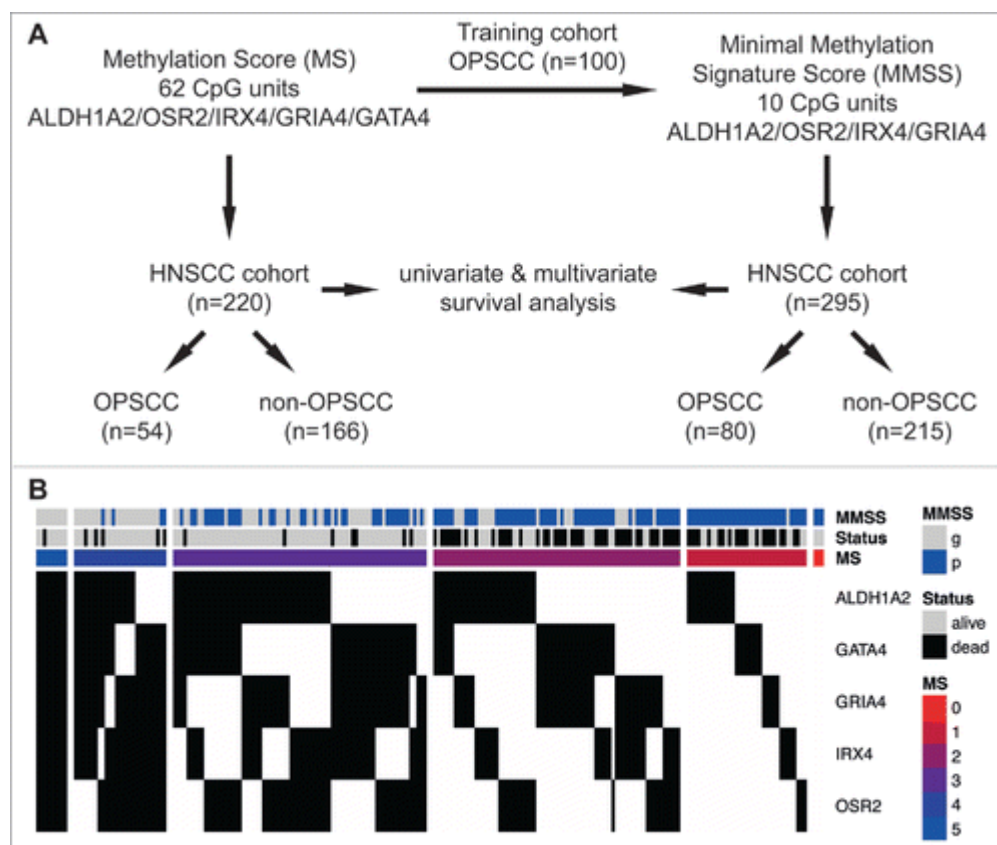 A
Methylation Score (MS)
62 CpG units
ALDH1A2/OSR2/IRX4/GRIA4/GATA4
Training cohort
OPSCC (n=100)
Minimal Methylation
Signature Score (MMSS)
10 CpG units
ALDH1A2/OSR2/IRX4/GRIA4
HNSCC cohort
(n=220)
univariate & multivariate
survival analysis
HNSCC cohort
(n=295)
OPSCC
(n=54)
non-OPSCC
(n=166)
OPSCC
(n=80)
non-OPSCC
(n=215)
B
MMSS
Status
MS
ALDH1A2
GATA4
GRIA4
IRX4
OSR2
MMSS
g
p
Status
alive
dead
MS
0
1
2
3
4
5